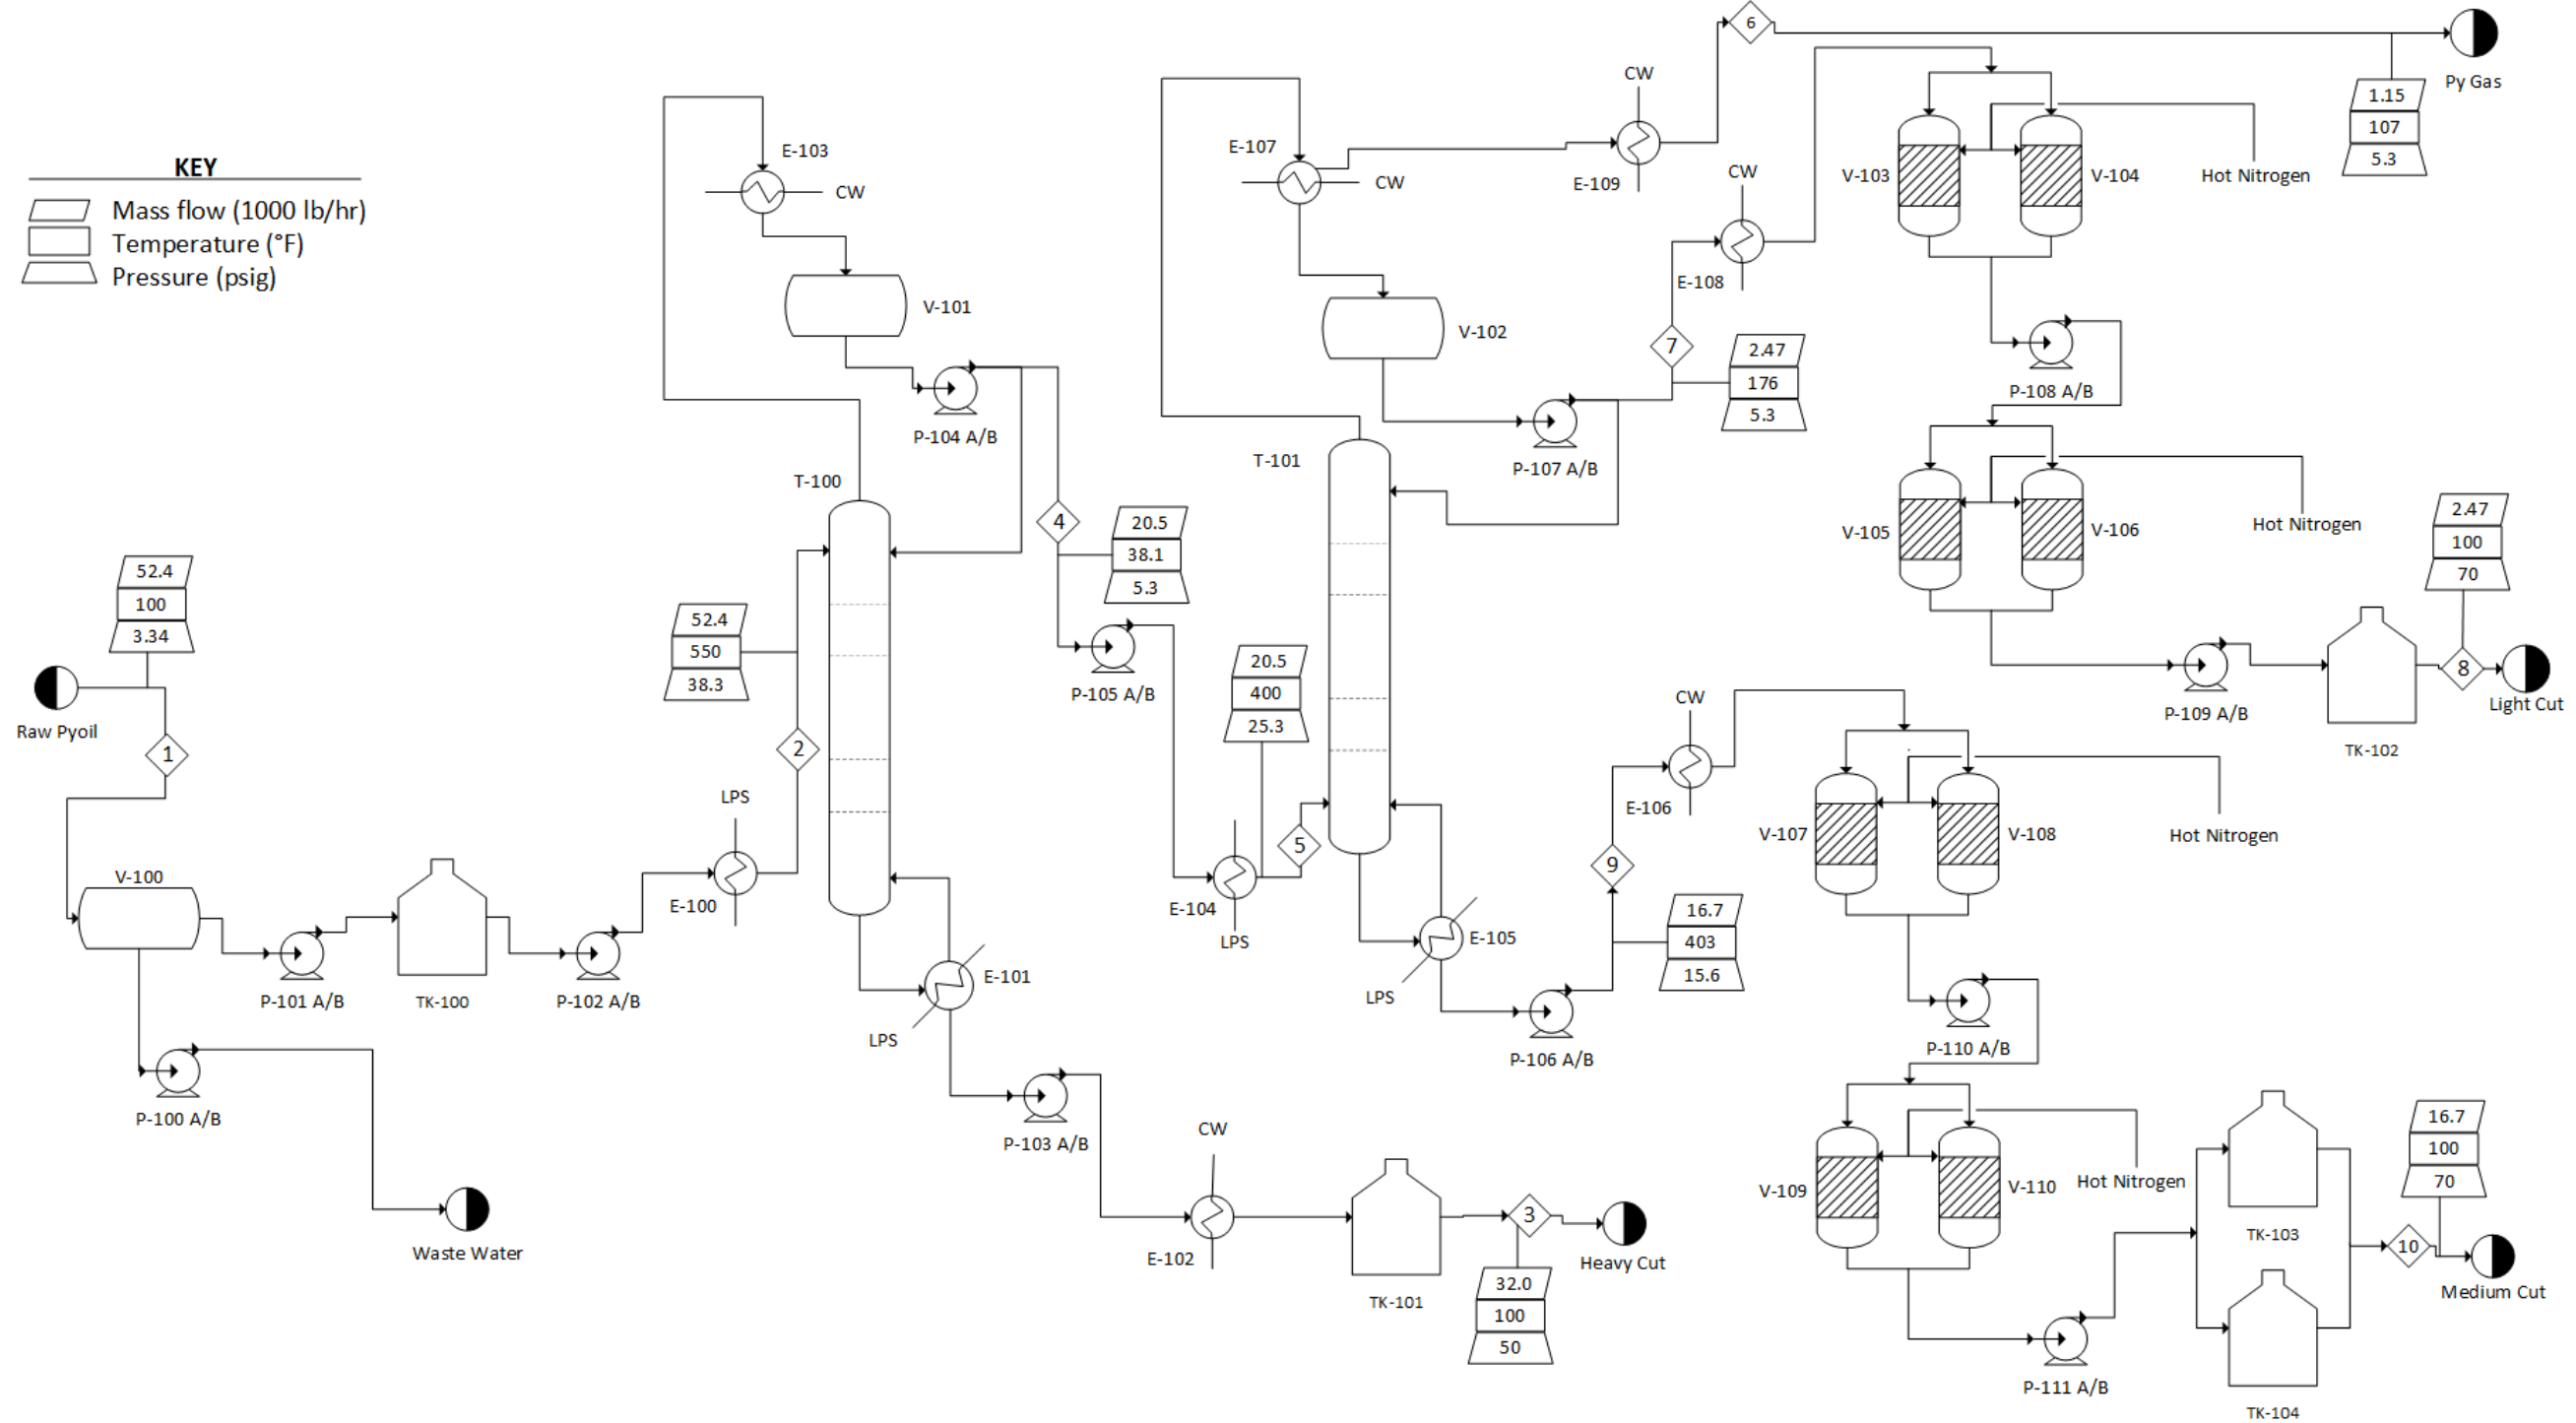 KEY
Mass flow (1000 lb/hr)
Temperature (°F)
Pressure (psig)
52.4
100
3.34
Raw Pyoil
1
V-100
P-101 A/B
TK-100
P-102 A/B
P-100 A/B
Waste Water
LPS
E-100
52.4
550
38.3
2
E-103
CW
V-101
P-104 A/B
T-100
4
20.5
38.1
5.3
P-105 A/B
E-101
LPS
P-103 A/B
CW
E-102
TK-101
3
Heavy Cut
32.0
100
50
20.5
400
25.3
E-104
LPS
5
E-107
CW
V-102
T-101
P-107 A/B
E-105
LPS
P-106 A/B
CW
E-109
6
1.15
107
5.3
Py Gas
CW
E-108
7
2.47
176
5.3
V-103
V-104
Hot Nitrogen
P-108 A/B
V-105
V-106
Hot Nitrogen
P-109 A/B
TK-102
2.47
100
70
8
Light Cut
9
16.7
403
15.6
CW
E-106
V-107
V-108
Hot Nitrogen
P-110 A/B
V-109
V-110
Hot Nitrogen
P-111 A/B
TK-103
TK-104
16.7
100
70
10
Medium Cut